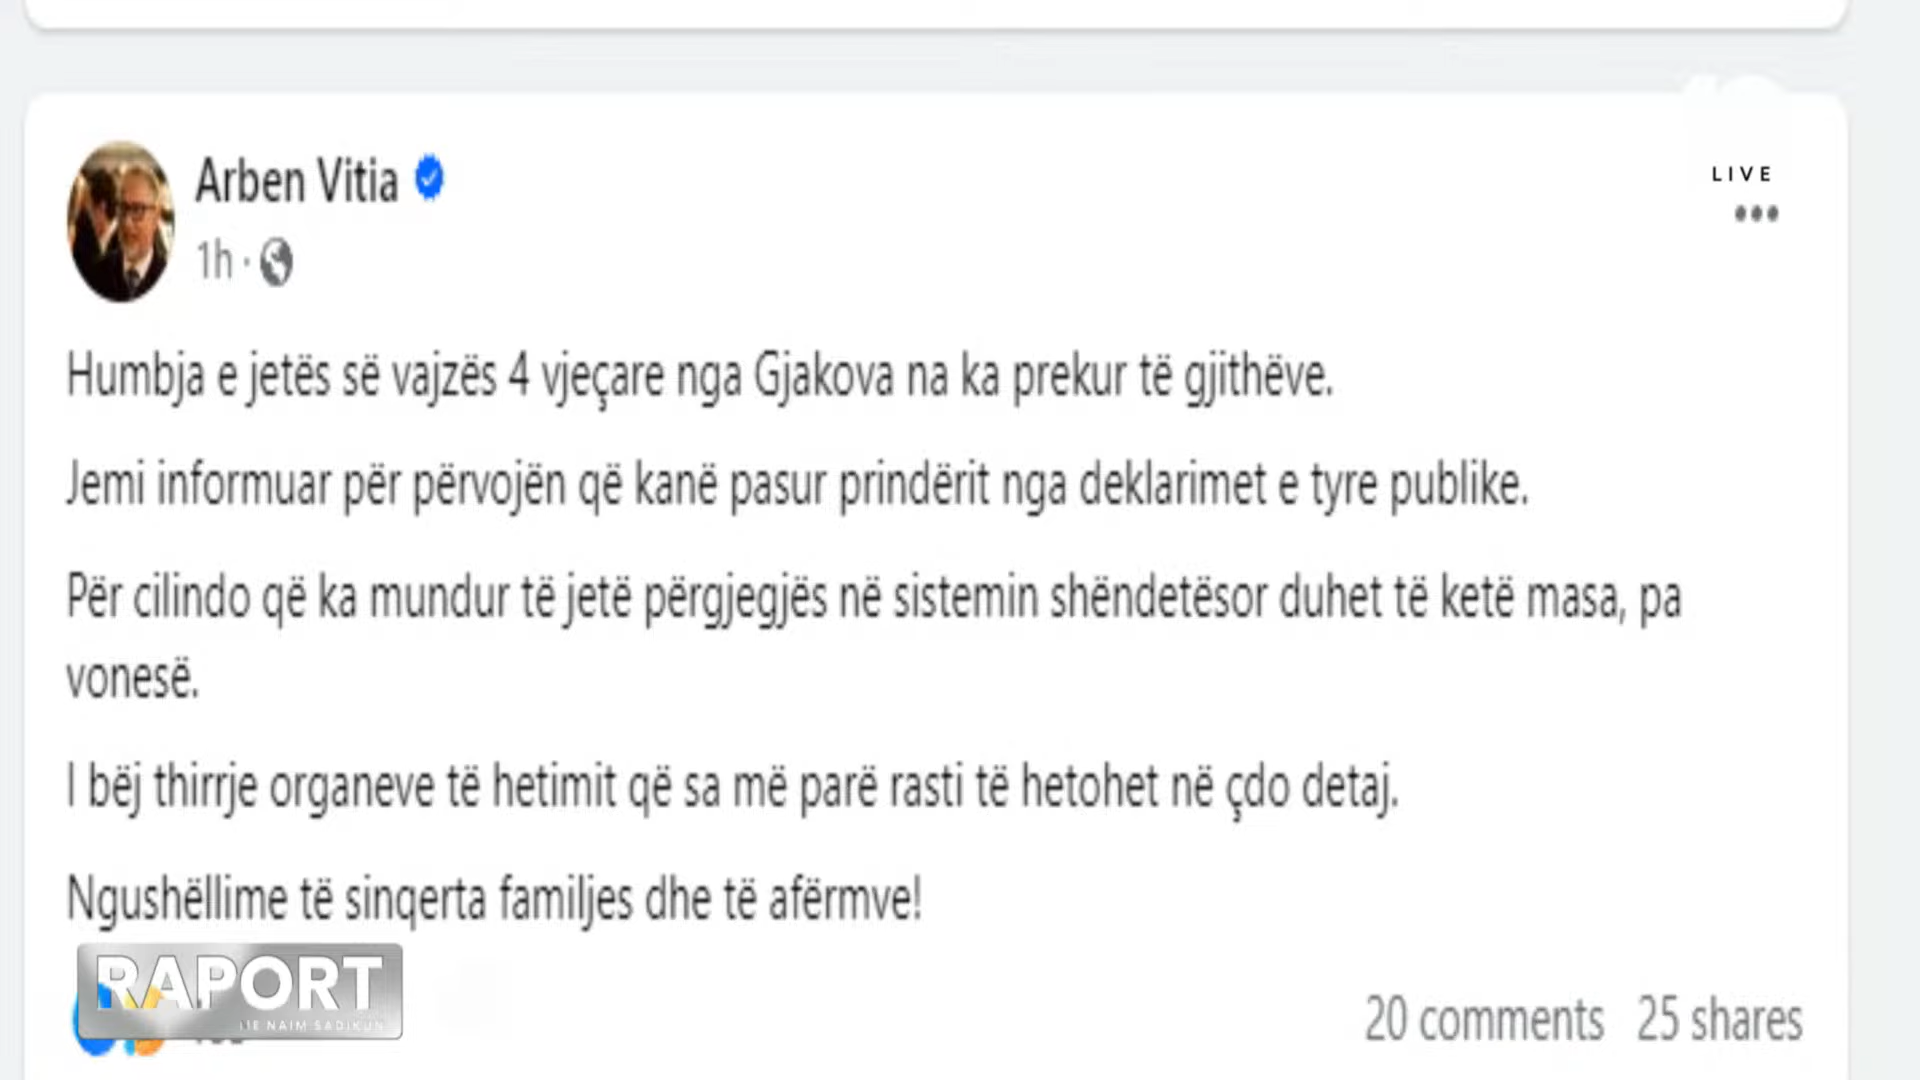 Arben Vitia
LIVE
1h ·
Humbja e jetës së vajzës 4 vjeçare nga Gjakova na ka prekur të gjithëve.
Jemi informuar për përvojën që kanë pasur prindërit nga deklarimet e tyre publike.
Për cilindo që ka mundur të jetë përgjegjës në sistemin shëndetësor duhet të ketë masa, pa
vonesë.
I bëj thirrje organeve të hetimit që sa më parë rasti të hetohet në çdo detaj.
Ngushëllime të sinqerta familjes dhe të afërmve!
RAPORT
ME NAIM SADIKUN
20 comments 25 shares